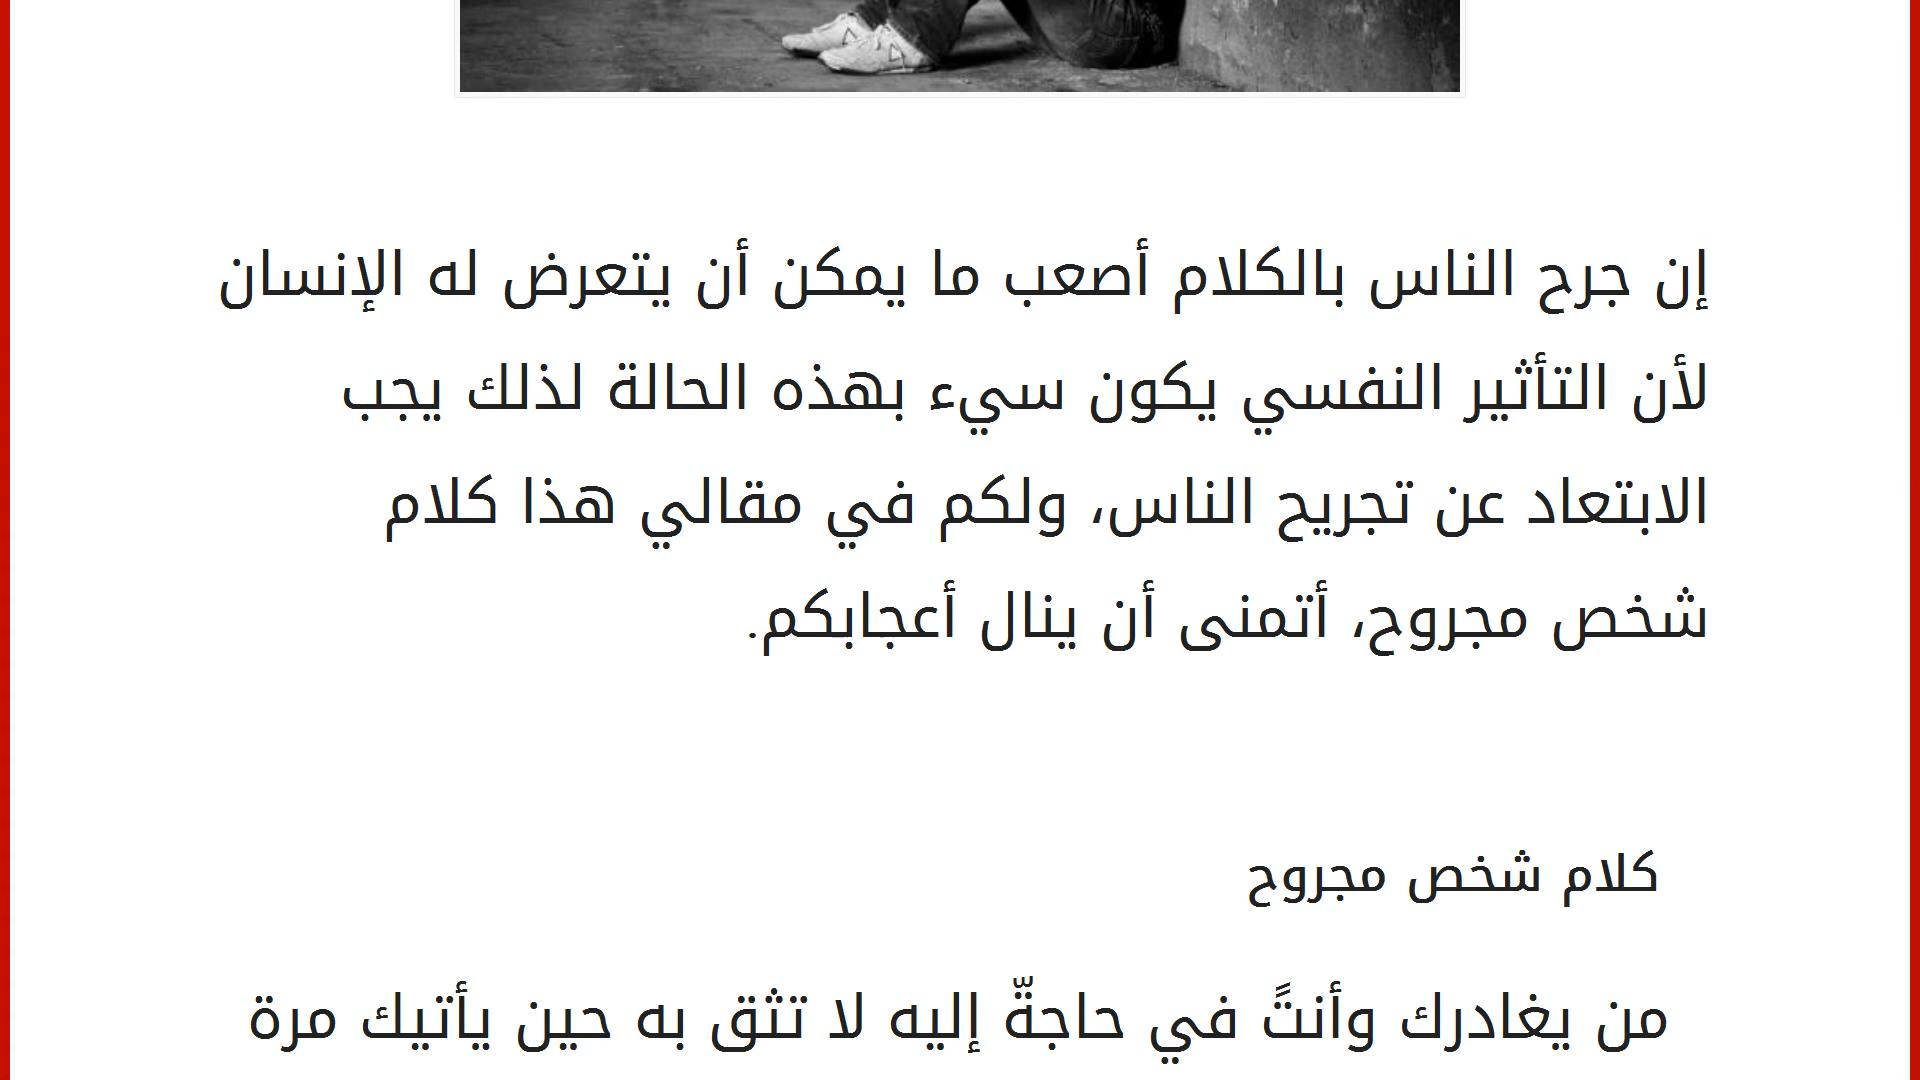 إن جرح الناس بالكلام أصعب ما يمكن أن يتعرض له الإنسان
لأن التأثير النفسي يكون سيء بهذه الحالة لذلك يجب
الابتعاد عن تجريح الناس، ولكم في مقالي هذا كلام
شخص مجروح، أتمنى أن ينال أعجابكم.
كلام شخص مجروح
من يغادرك وأنتً في حاجةّ إليه لا تثق به حين يأتيك مرة